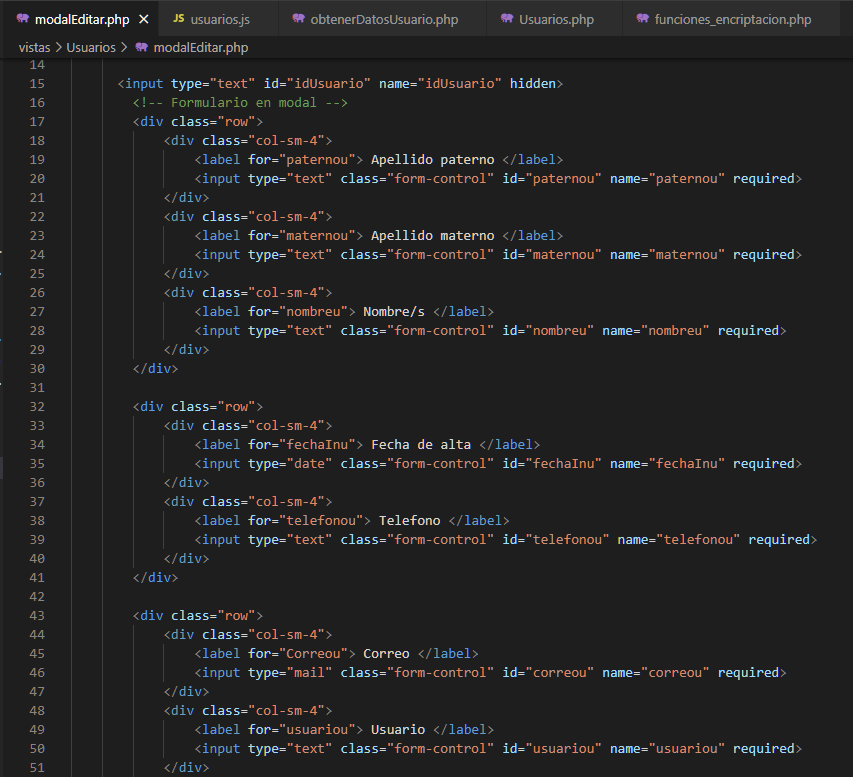 modalEditar.php ✕ JS usuarios.js obtenerDatosUsuario.php Usuarios.php funciones_encriptacion.php
vistas > Usuarios > modalEditar.php
14
15 <input type="text" id="idUsuario" name="idUsuario" hidden>
16 <!-- Formulario en modal -->
17 <div class="row">
18 <div class="col-sm-4">
19 <label for="paternou"> Apellido paterno </label>
20 <input type="text" class="form-control" id="paternou" name="paternou" required>
21 </div>
22 <div class="col-sm-4">
23 <label for="maternou"> Apellido materno </label>
24 <input type="text" class="form-control" id="maternou" name="maternou" required>
25 </div>
26 <div class="col-sm-4">
27 <label for="nombreu"> Nombre/s </label>
28 <input type="text" class="form-control" id="nombreu" name="nombreu" required>
29 </div>
30 </div>
31
32 <div class="row">
33 <div class="col-sm-4">
34 <label for="fechaInu"> Fecha de alta </label>
35 <input type="date" class="form-control" id="fechaInu" name="fechaInu" required>
36 </div>
37 <div class="col-sm-4">
38 <label for="telefonou"> Telefono </label>
39 <input type="text" class="form-control" id="telefonou" name="telefonou" required>
40 </div>
41 </div>
42
43 <div class="row">
44 <div class="col-sm-4">
45 <label for="Correou"> Correo </label>
46 <input type="mail" class="form-control" id="correou" name="correou" required>
47 </div>
48 <div class="col-sm-4">
49 <label for="usuariou"> Usuario </label>
50 <input type="text" class="form-control" id="usuariou" name="usuariou" required>
51 </div>